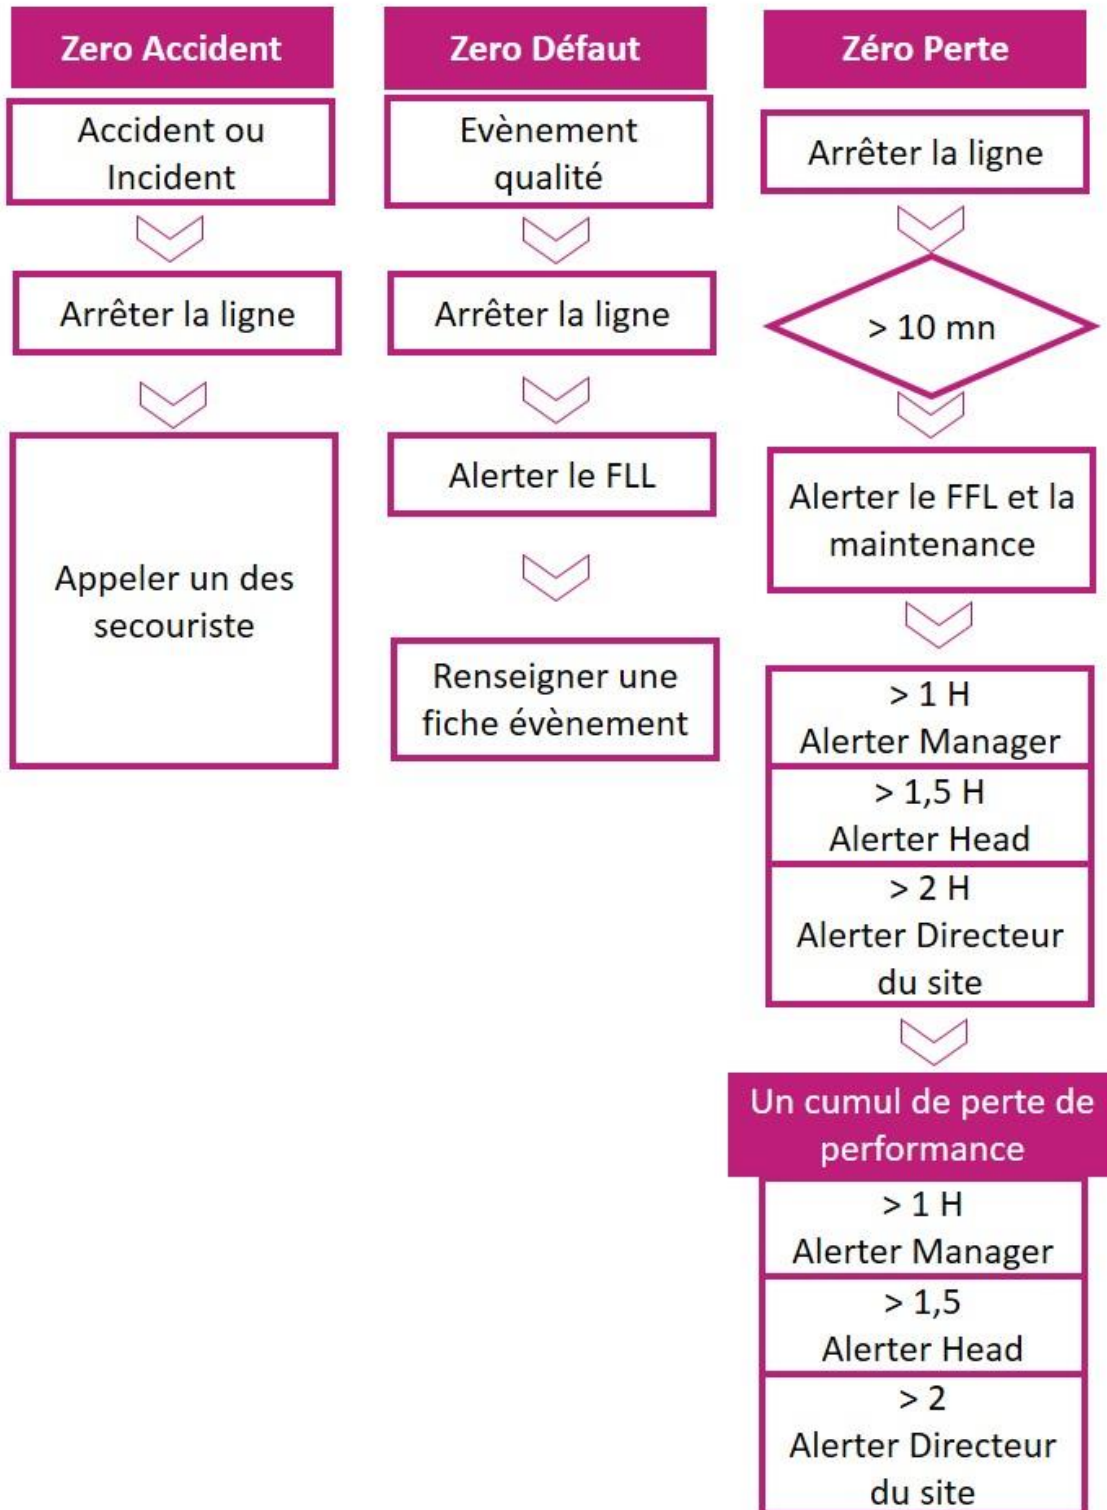 Zero Accident
Accident ou
Incident
Arrêter la ligne
Appeler un des
secouriste
Zero Défaut
Evènement
qualité
Arrêter la ligne
Alerter le FLL
Renseigner une
fiche évènement
Zéro Perte
Arrêter la ligne
> 10 mn
Alerter le FFL et la
maintenance
> 1 H
Alerter Manager
> 1,5 H
Alerter Head
> 2 H
Alerter Directeur
du site
Un cumul de perte de
performance
> 1 H
Alerter Manager
> 1,5
Alerter Head
> 2
Alerter Directeur
du site